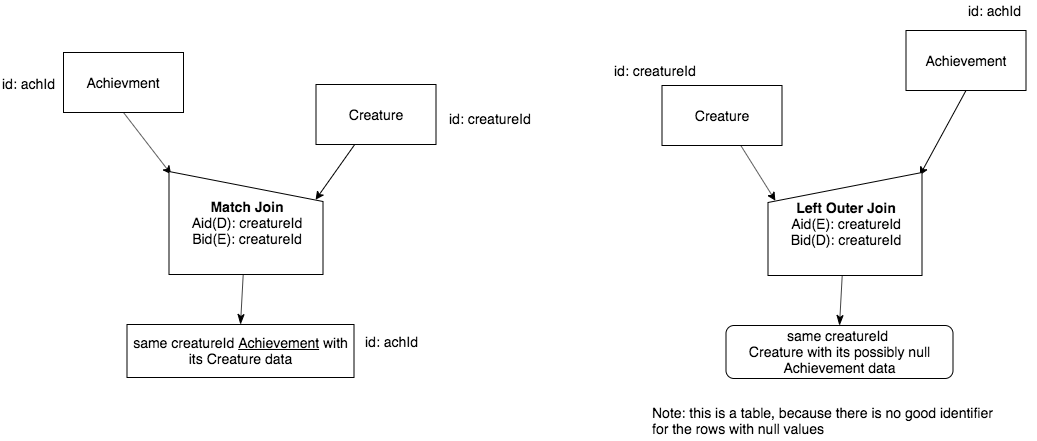 id: achId
Achievment
Creature
id: creatureId
Match Join
Aid(D): creatureId
Bid(E): creatureId
same creatureId Achievement with
its Creature data
id: achId
id: achId
Achievement
id: creatureId
Creature
Left Outer Join
Aid(E): creatureId
Bid(D): creatureId
same creatureId
Creature with its possibly null
Achievement data
Note: this is a table, because there is no good identifier
for the rows with null values